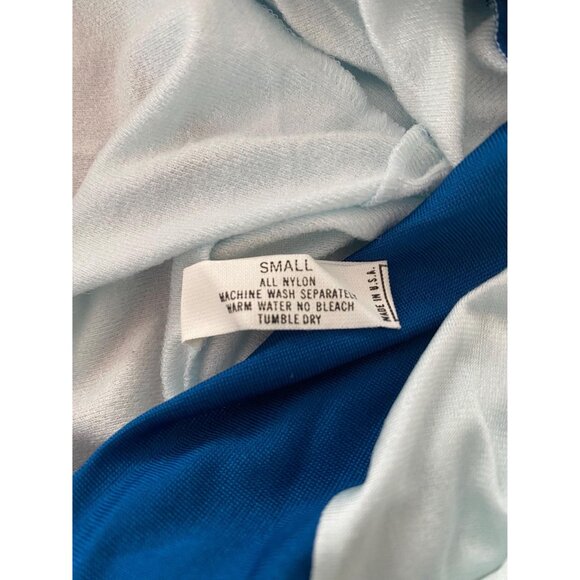 SMALL
ALL NYLON
MACHINE WASH SEPARATELY
WARM WATER NO BLEACH
TUMBLE DRY
MADE IN U.S.A.